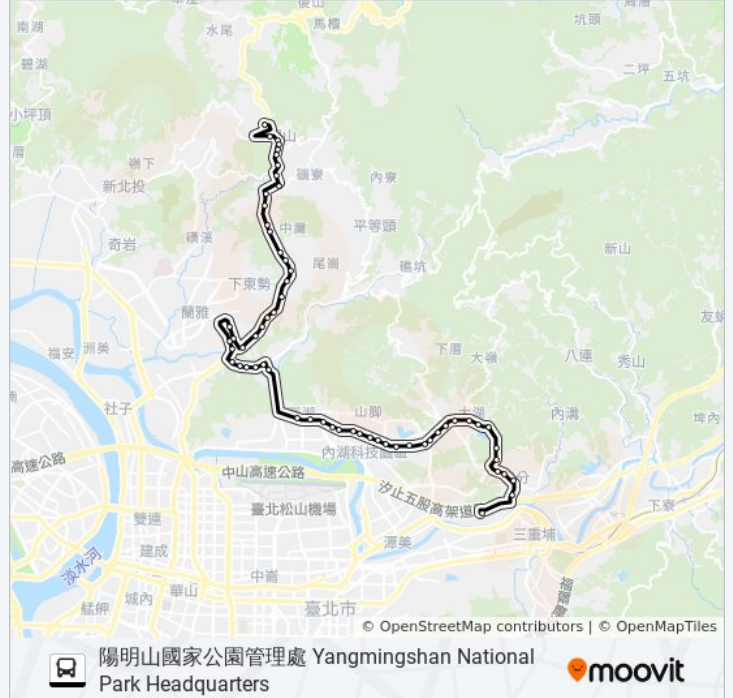 南湖
水尾
後山
馬槽
坑頭
碧湖
二坪
五坑
小坪頂
嶺下
磺寮
新北投
內寮
中灣
平等頭
奇岩
磺溪
新山
尾崙
礁坑
下東勢
蘭雅
福安
洲美
下厝
大嶺
八連
秀山
社子
山腳
內溝
埤內
內湖科技園區
高速公路
中山高速公路
汐止五股高架道
下寮
雙連
臺北松山機場
三重埔
潭美
建成
淡水河
中崙
華山
城內
艋舺
臺北市
© OpenStreetMap contributors | © OpenMapTiles
陽明山國家公園管理處 Yangmingshan National
Park Headquarters
moovit